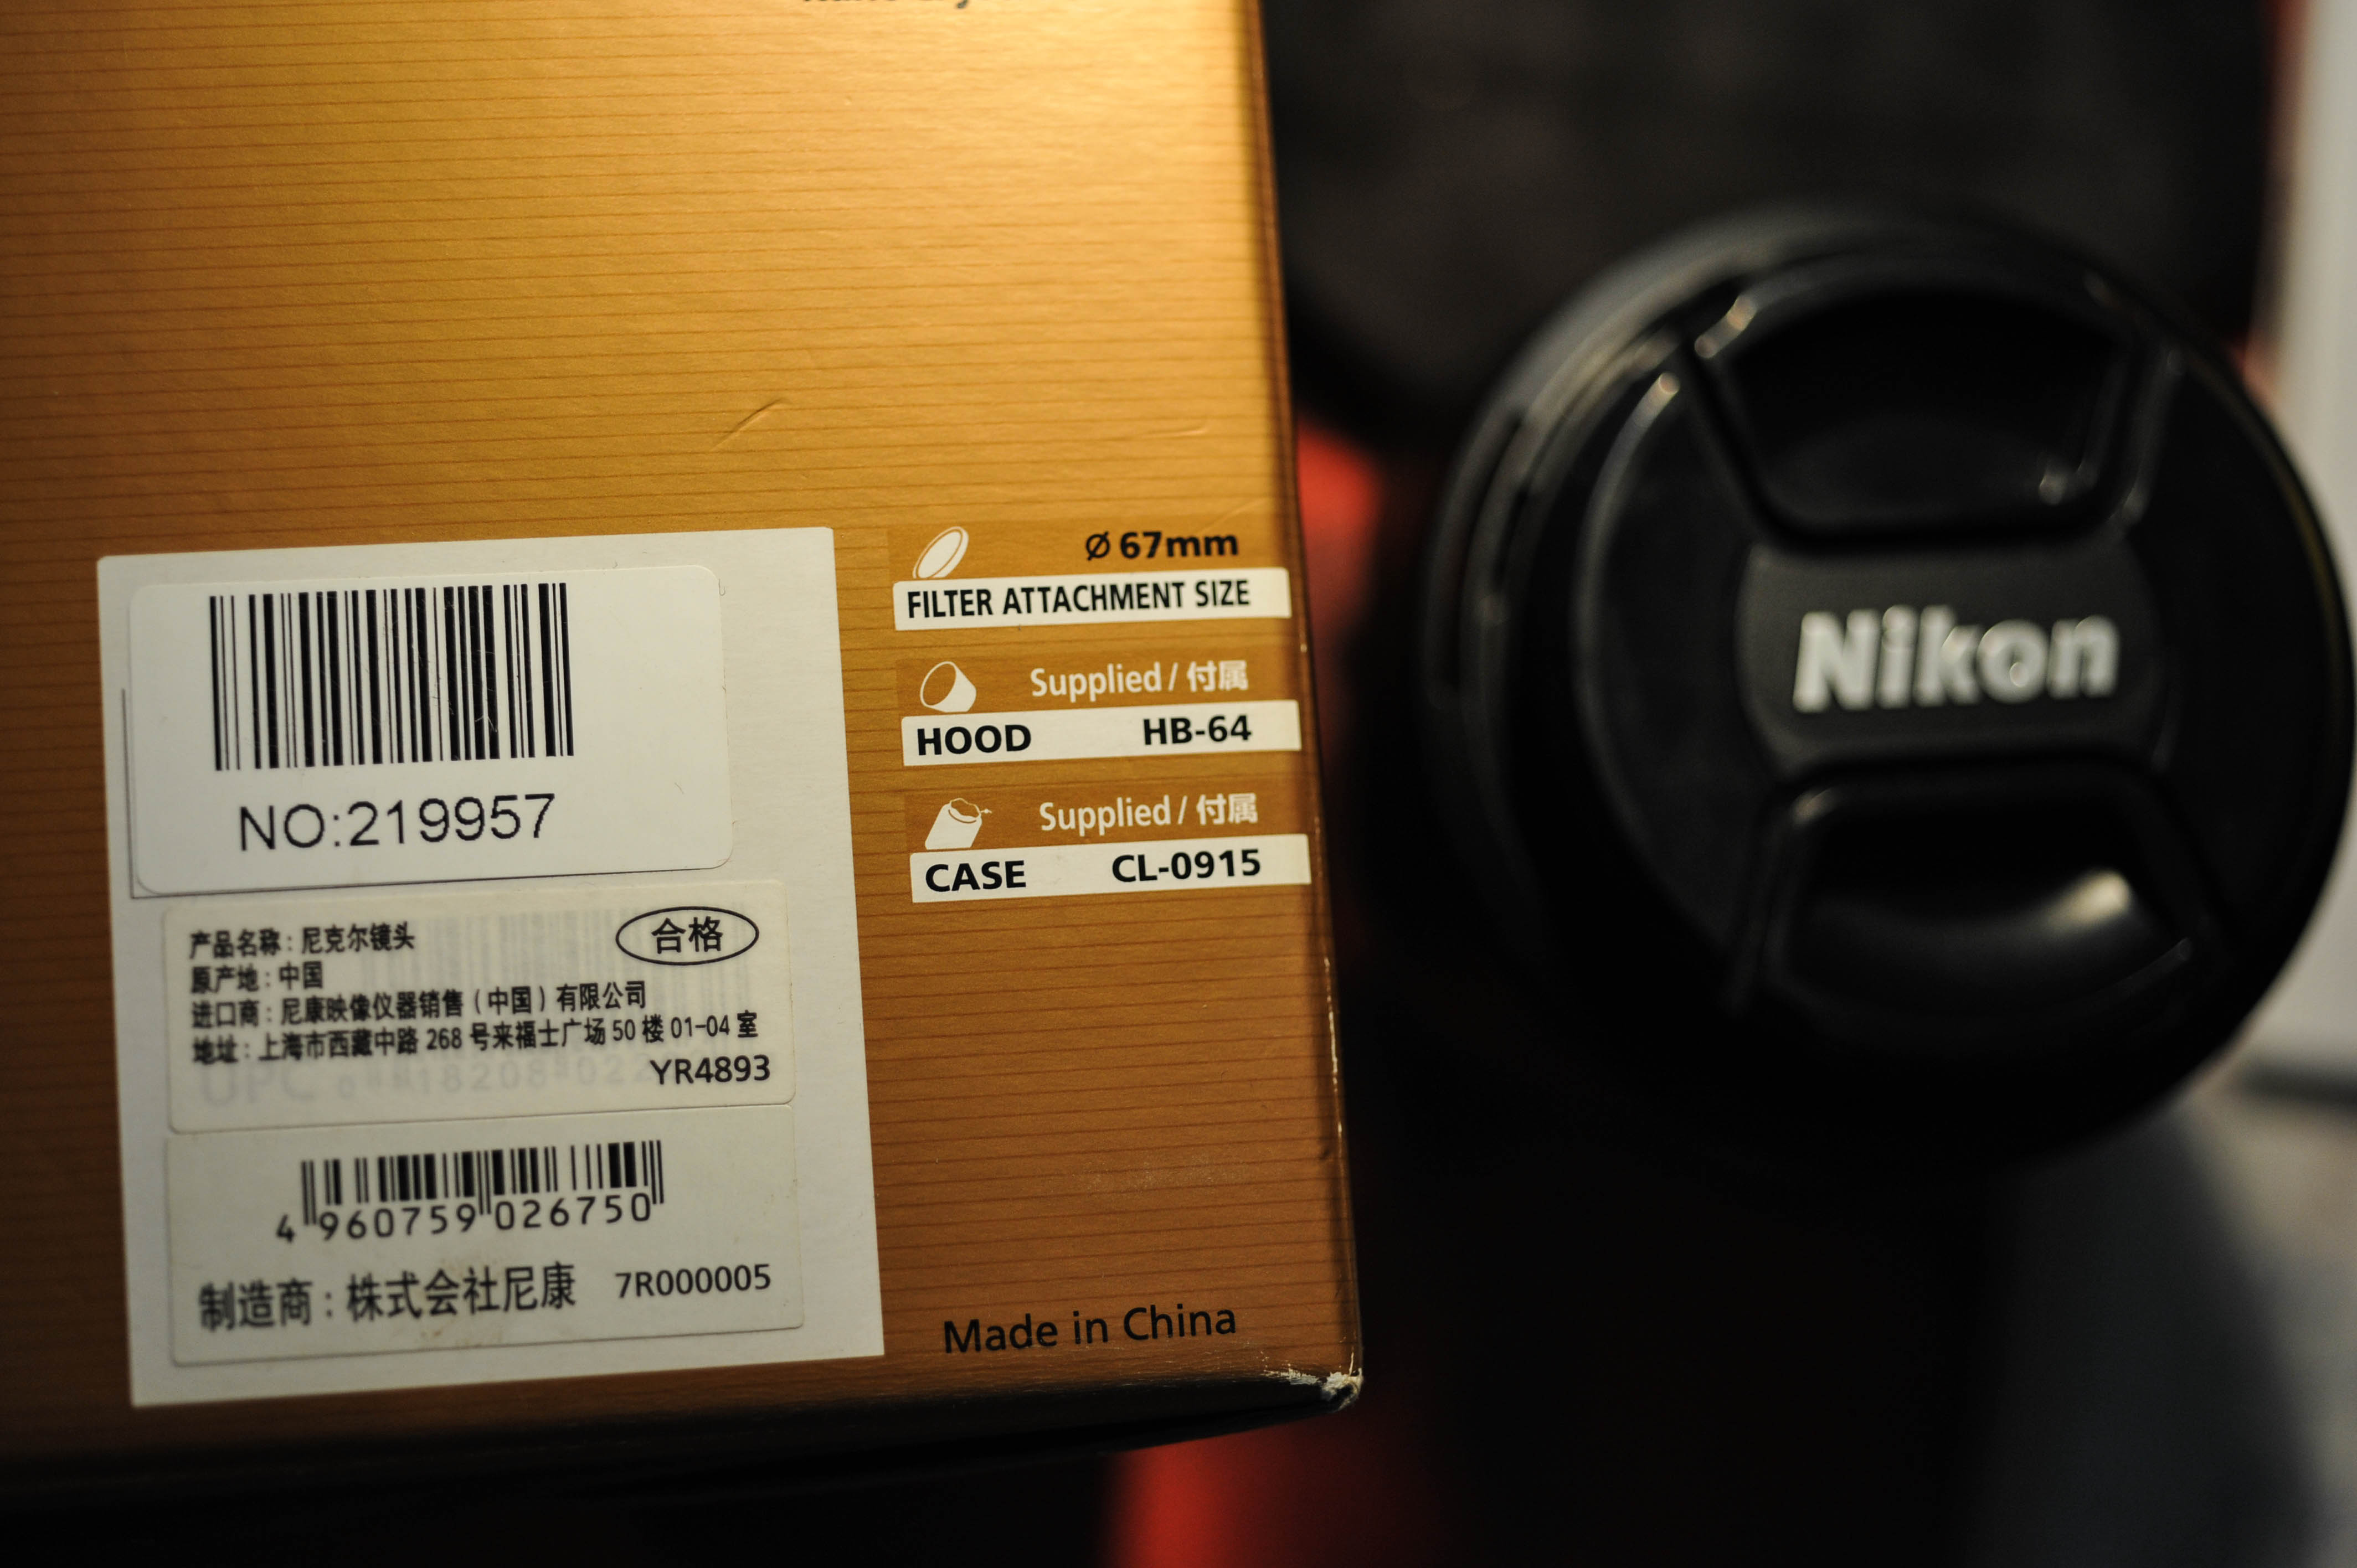 NO:219957
产品名称：尼克尔镜头
合格
原产地：中国
进口商：尼康映像仪器销售（中国）有限公司
地址：上海市西藏中路 268 号来福士广场 50 楼 01-04 室
YR4893
4 960759 026750
制造商：株式会社尼康 7R000005
Ø 67mm
FILTER ATTACHMENT SIZE
Supplied / 付属
HOOD HB-64
Supplied / 付属
CASE CL-0915
Made in China
Nikon